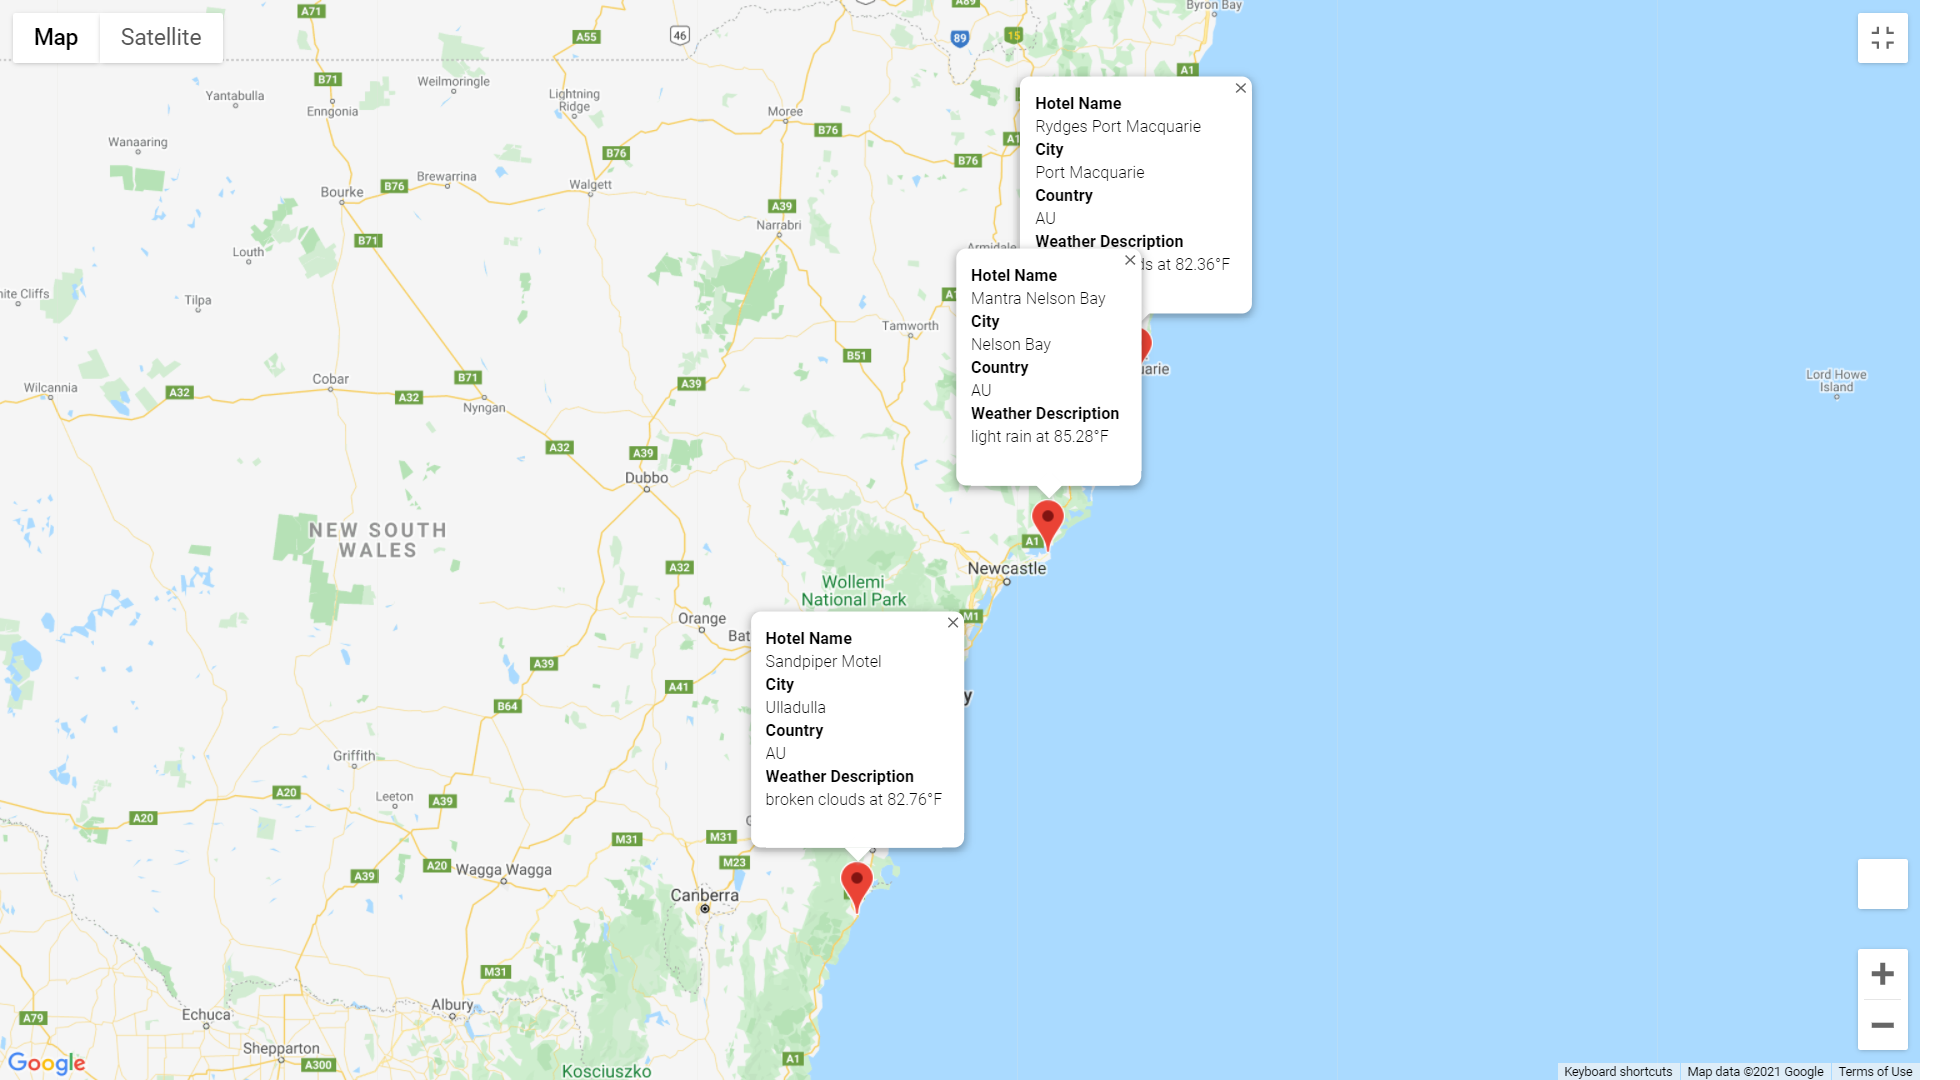 Map
Satellite
A71
A55
46
89
15
A89
Byron Bay
A1
B71
Enngonia
Weilmoringle
Yantabulla
Lightning
Ridge
Moree
B76
A1
Wanaaring
B76
B76
Brewarrina
Walgett
Bourke
B76
A39
Narrabri
B71
Louth
Armidale
Tilpa
Tamworth
B51
Hotel Name
Rydges Port Macquarie
City
Port Macquarie
Country
AU
Weather Description
at 82.36°F
Hotel Name
Mantra Nelson Bay
City
Nelson Bay
Country
AU
Weather Description
light rain at 85.28°F
Lord Howe
Island
Wilcannia
A32
Cobar
A32
B71
Nyngan
A39
A32
A39
Dubbo
NEW SOUTH
WALES
A32
A1
Newcastle
Wollemi
National Park
M1
Orange
A39
A41
B64
Hotel Name
Sandpiper Motel
City
Ulladulla
Country
AU
Weather Description
broken clouds at 82.76°F
Griffith
A20
Leeton
A39
A20
M31
M31
M23
A20
A39
Wagga Wagga
Canberra
M31
Albury
Echuca
A79
Shepparton
A300
Kosciuszko
A1
Google
Keyboard shortcuts
Map data ©2021 Google
Terms of Use